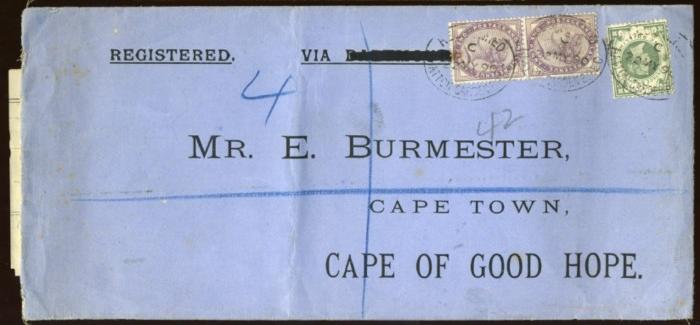 REGISTERED. VIA
4
42
MR. E. BURMESTER,
CAPE TOWN,
CAPE OF GOOD HOPE.